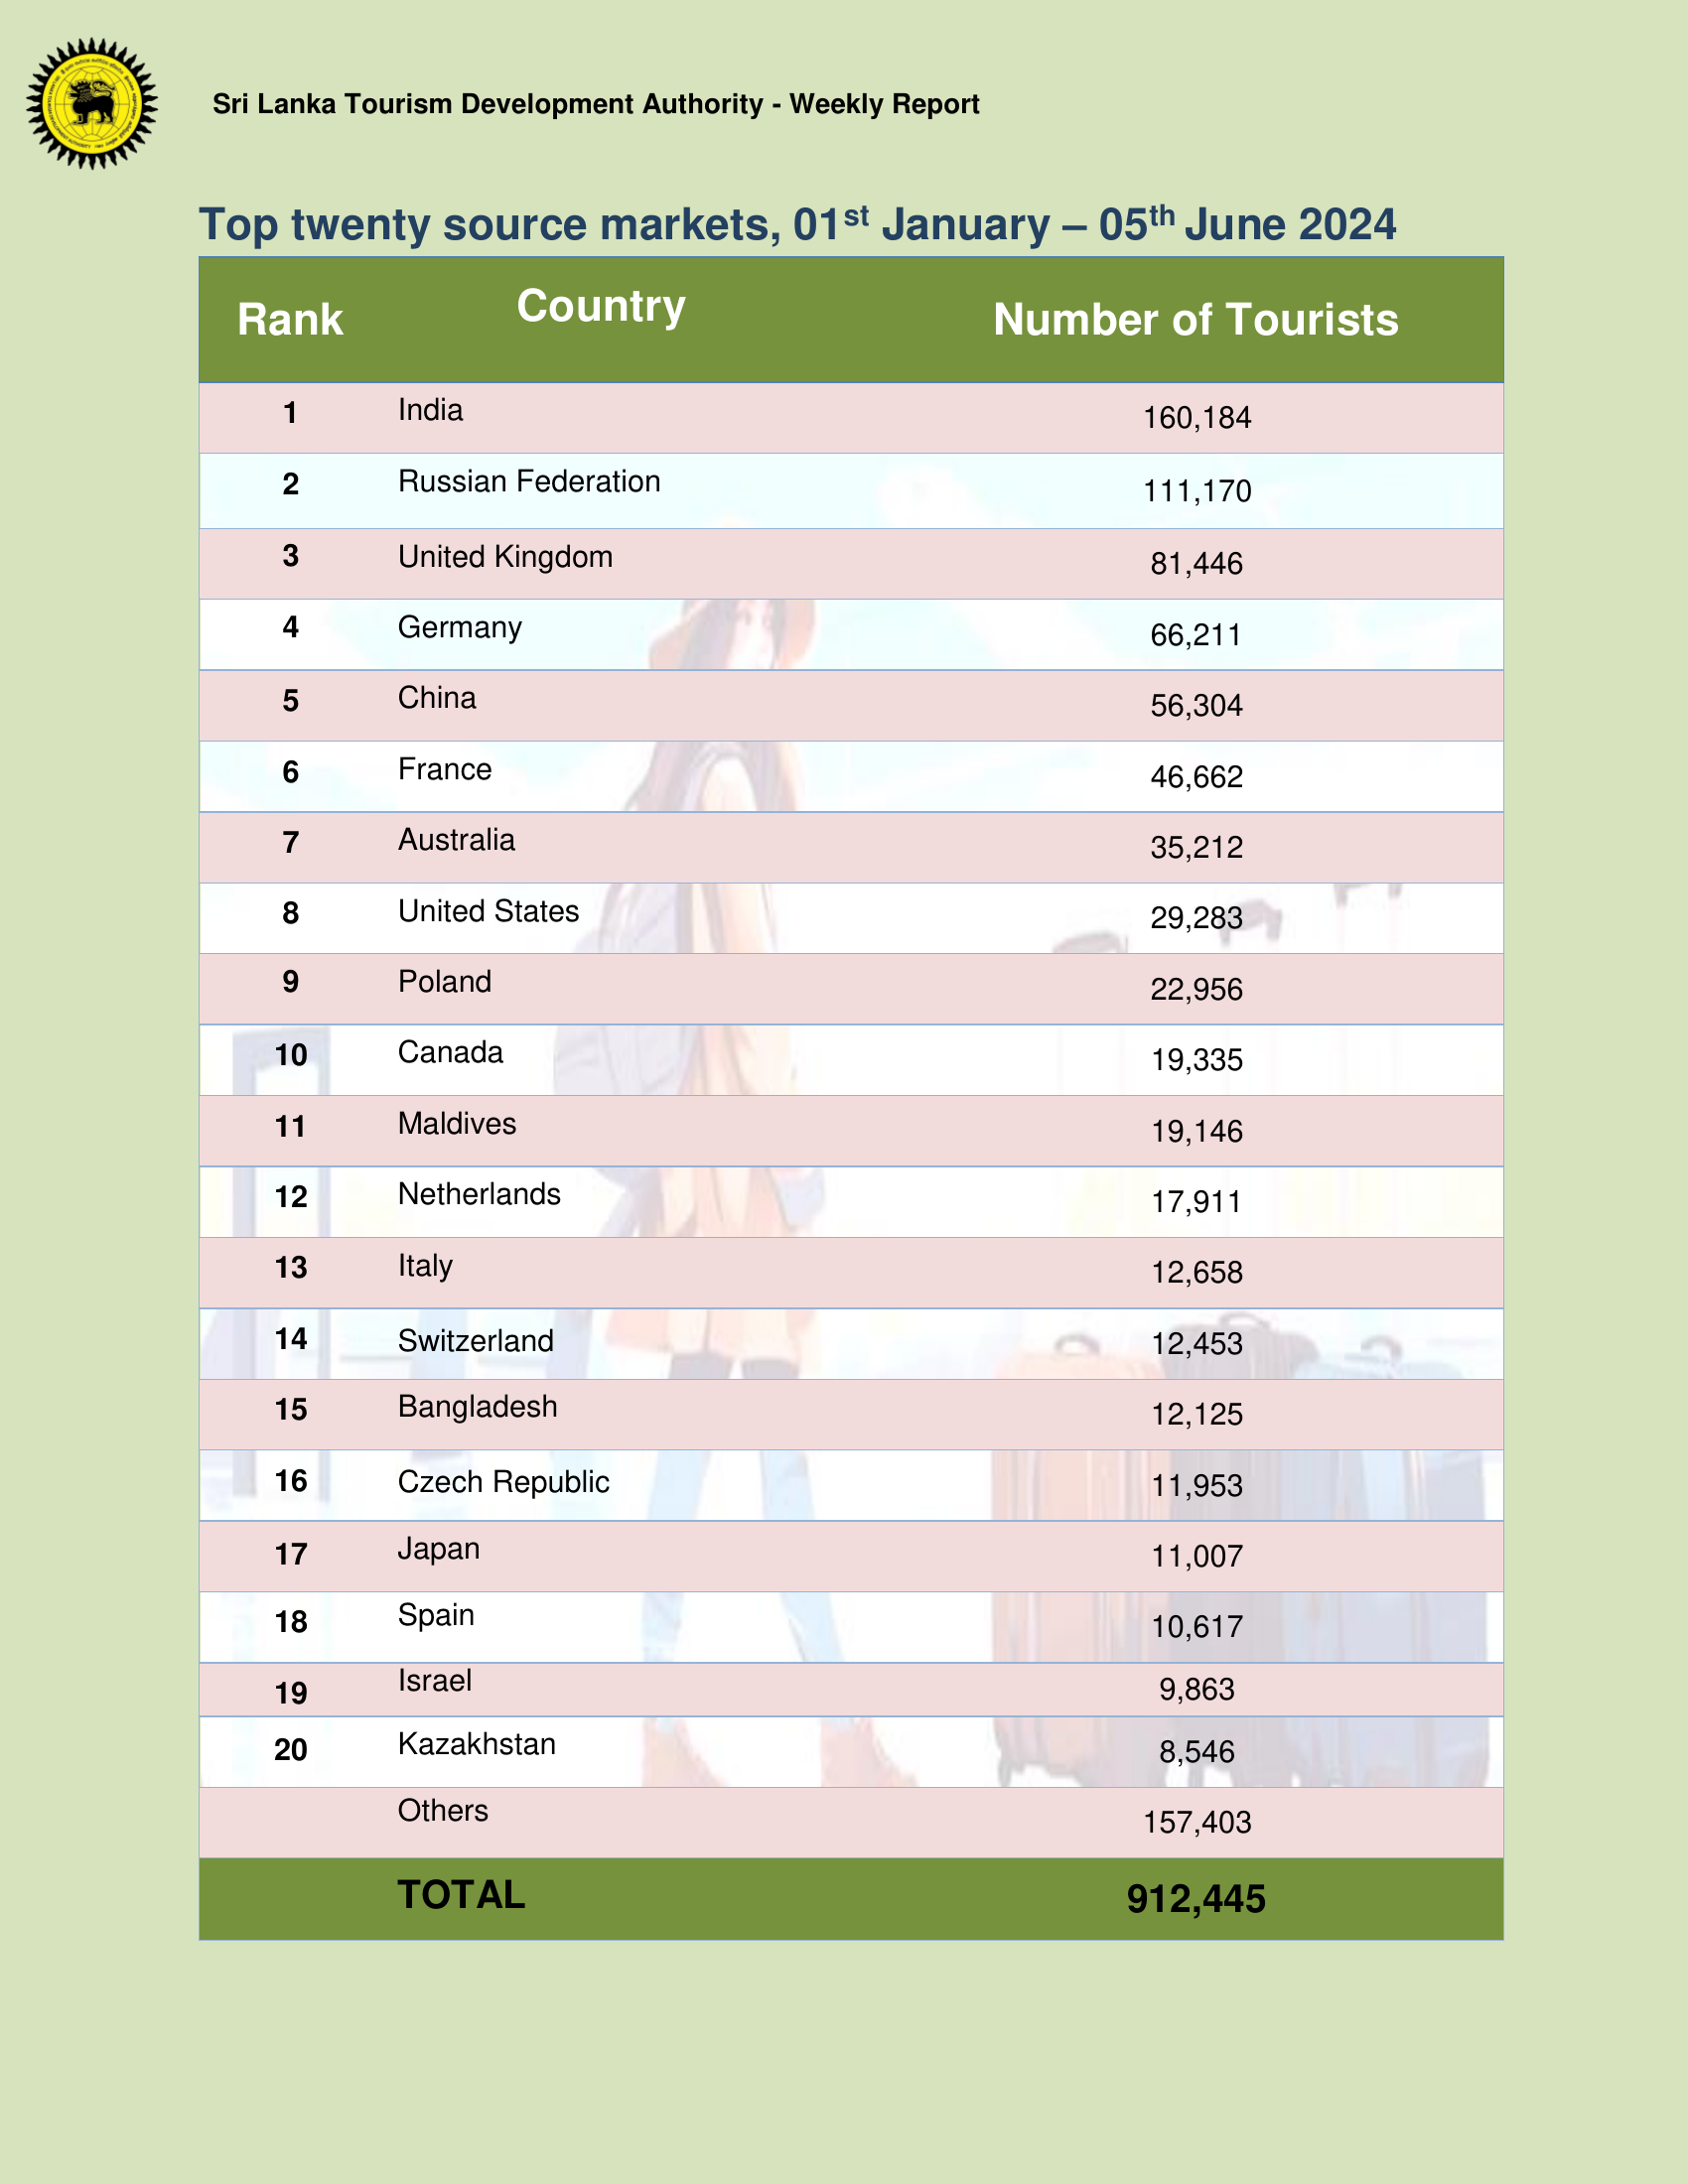 Sri Lanka Tourism Development Authority - Weekly Report
Top twenty source markets, 01st January – 05th June 2024
Rank Country Number of Tourists
1 India 160,184
2 Russian Federation 111,170
3 United Kingdom 81,446
4 Germany 66,211
5 China 56,304
6 France 46,662
7 Australia 35,212
8 United States 29,283
9 Poland 22,956
10 Canada 19,335
11 Maldives 19,146
12 Netherlands 17,911
13 Italy 12,658
14 Switzerland 12,453
15 Bangladesh 12,125
16 Czech Republic 11,953
17 Japan 11,007
18 Spain 10,617
19 Israel 9,863
20 Kazakhstan 8,546
Others 157,403
TOTAL 912,445